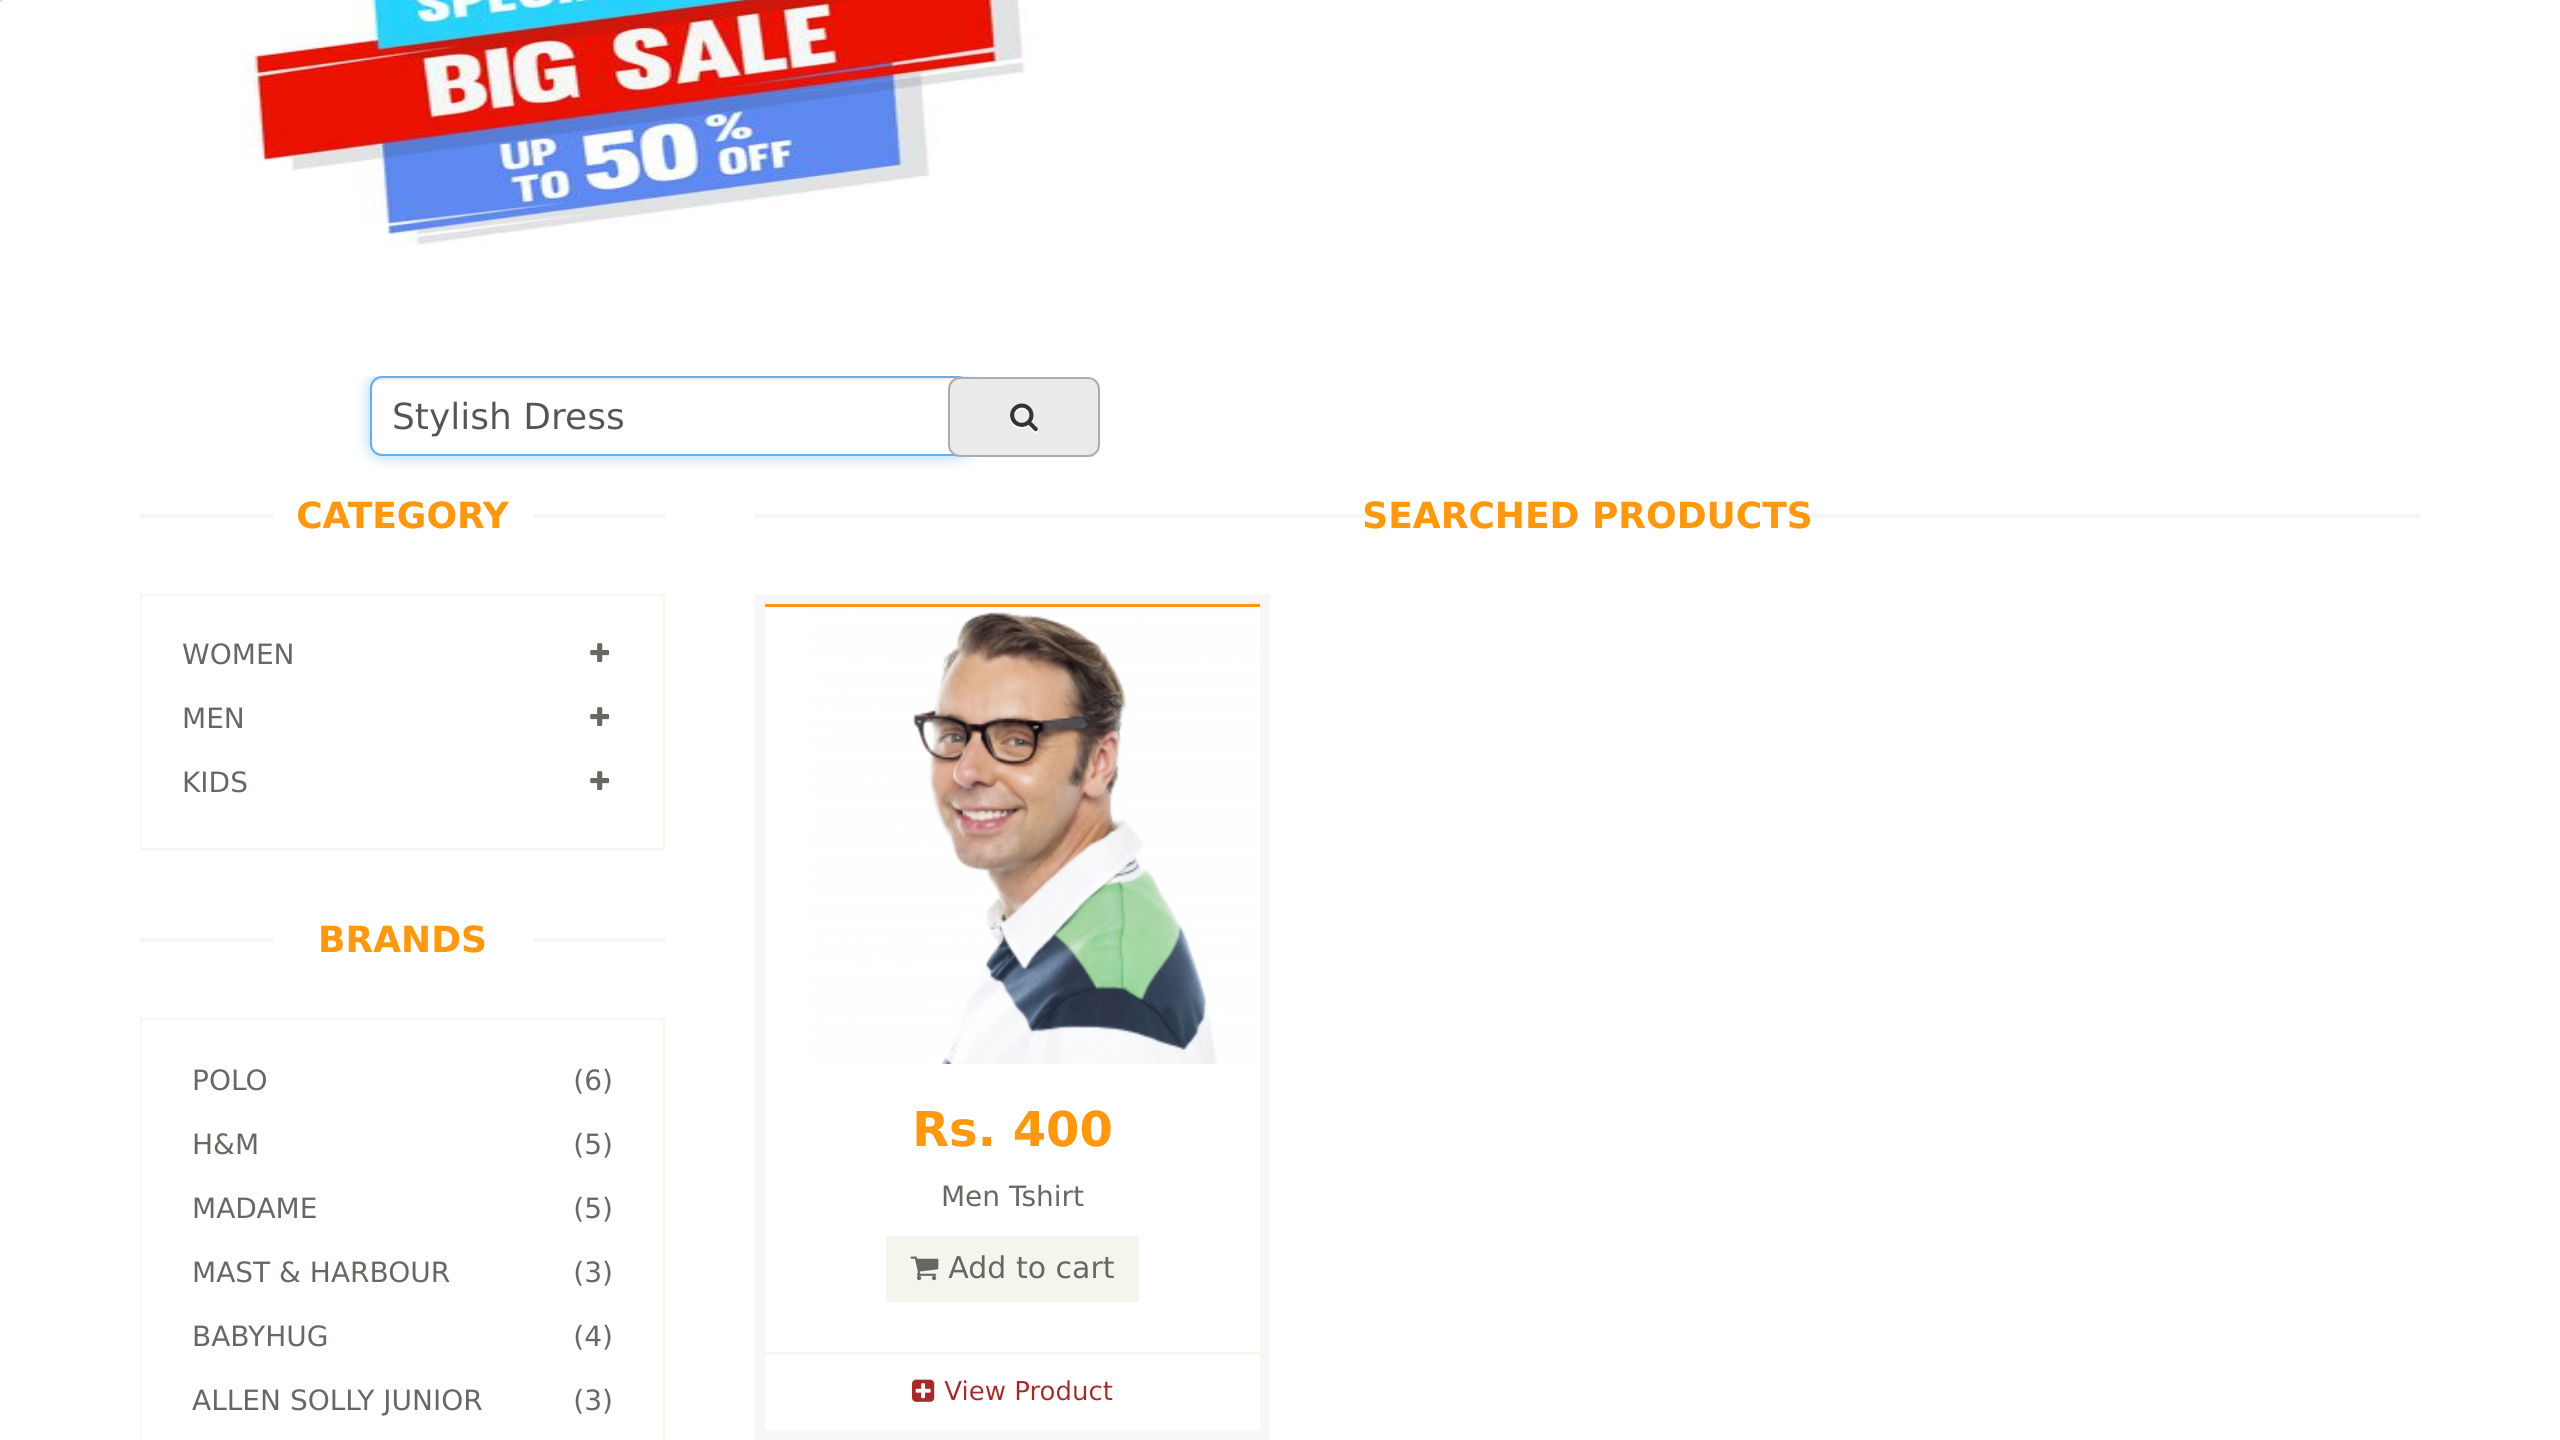 BIG SALE
UP TO 50% OFF
Stylish Dress
CATEGORY
SEARCHED PRODUCTS
WOMEN
MEN
KIDS
BRANDS
POLO (6)
H&M (5)
MADAME (5)
MAST & HARBOUR (3)
BABYHUG (4)
ALLEN SOLLY JUNIOR (3)
Rs. 400
Men Tshirt
Add to cart
View Product